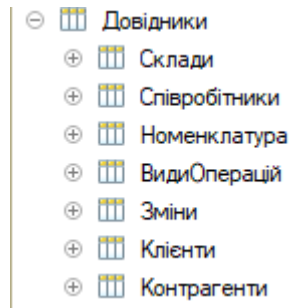 Довідники
Склади
Співробітники
Номенклатура
ВидиОперацій
Зміни
Клієнти
Контрагенти